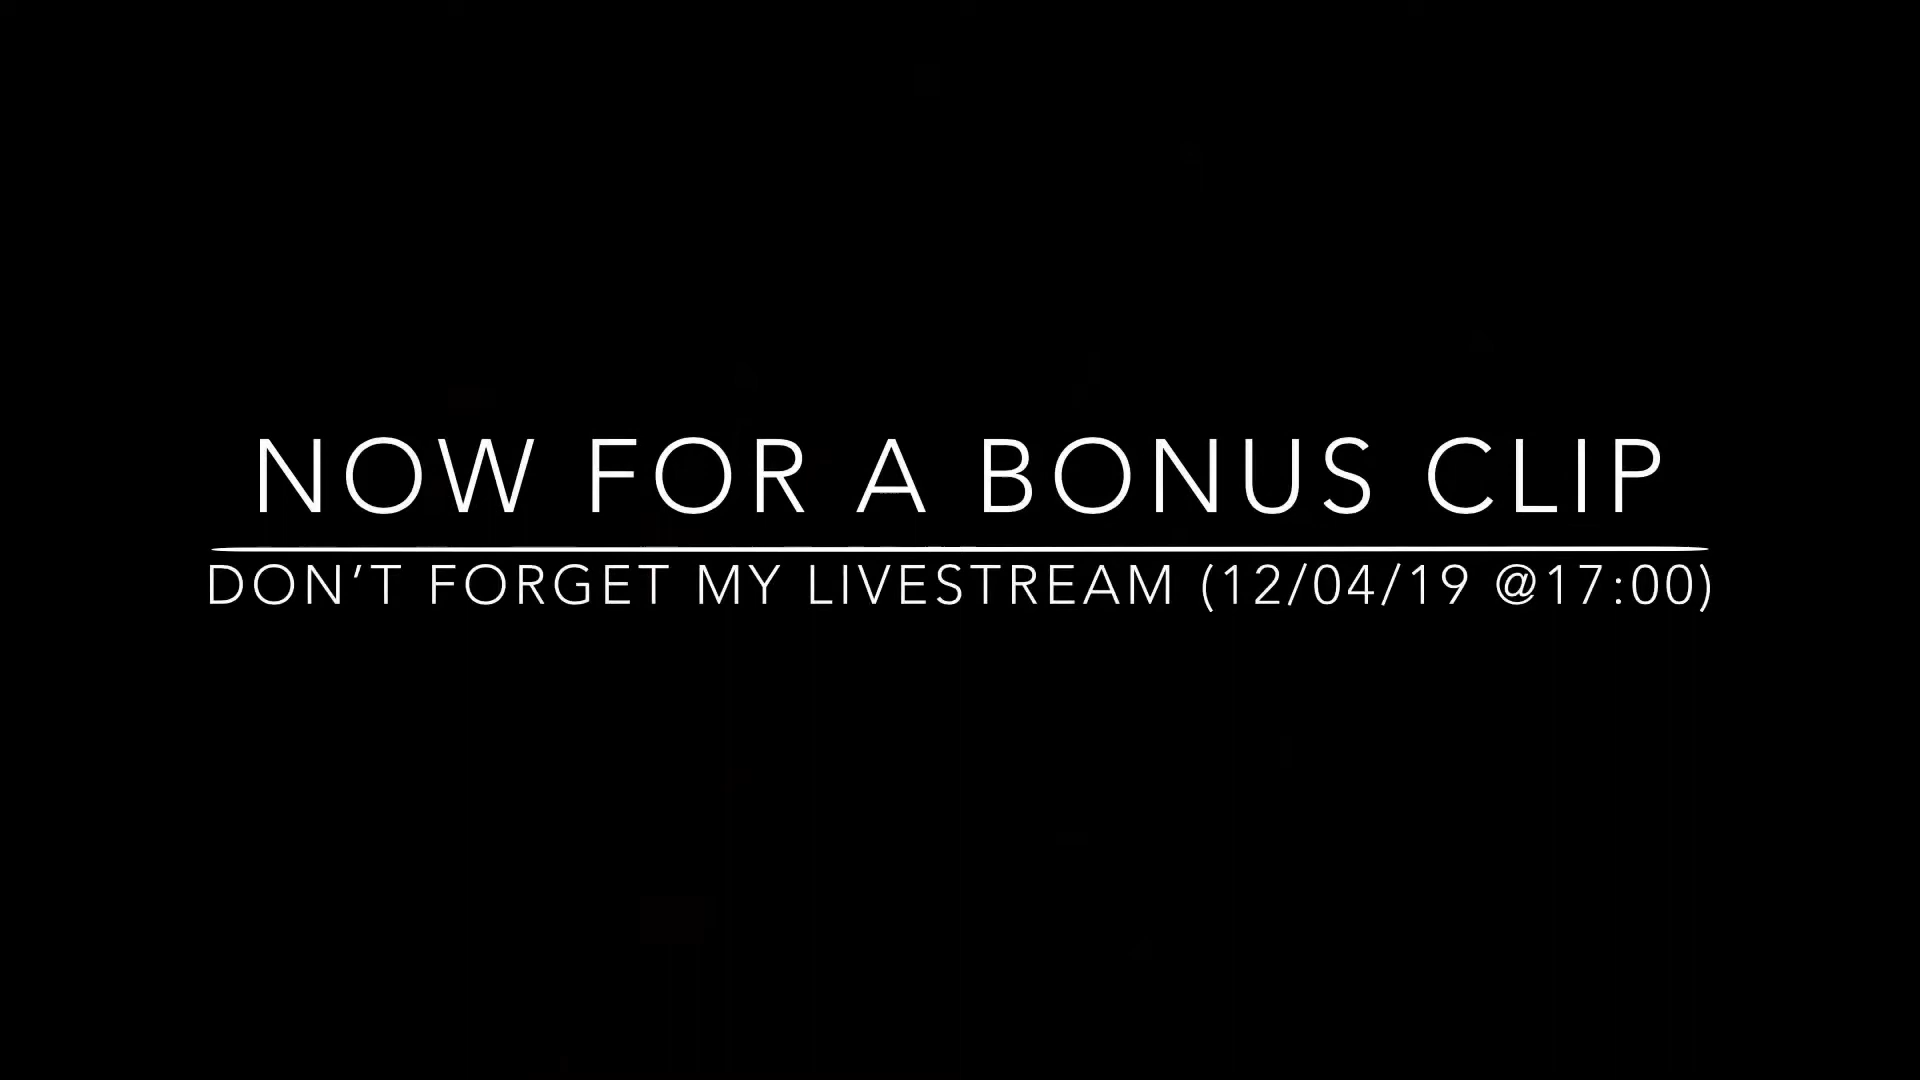 NOW FOR A BONUS CLIP
DON’T FORGET MY LIVESTREAM (12/04/19 @17:00)